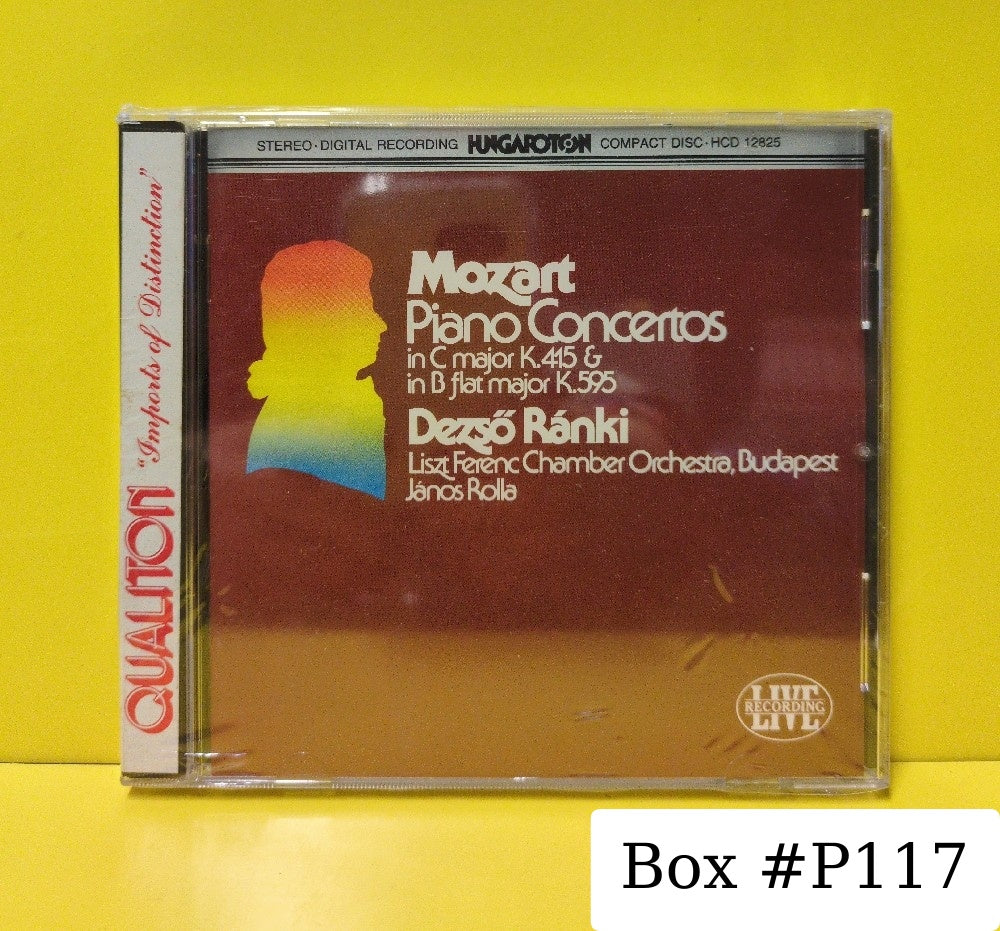 STEREO·DIGITAL RECORDING HUNGAROTON COMPACT DISC·HCD 12825
Mozart
Piano Concertos
in C major K.415 &
in B flat major K.595
Dezső Ránki
Liszt Ferenc Chamber Orchestra, Budapest
János Rolla
LIVE
RECORDING
LIVE
QUALITON "Imports of Distinction"
Box #P117